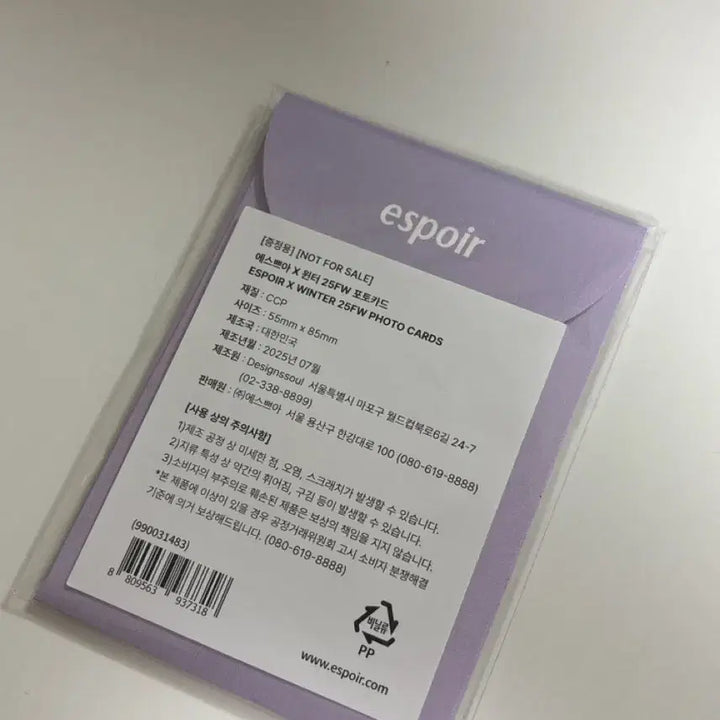 espoir
[증정용] [NOT FOR SALE]
에스쁘아 X 윈터 25FW 포토카드
ESPOIR X WINTER 25FW PHOTO CARDS
재질 : CCP
사이즈 : 55mm x 85mm
제조국 : 대한민국
제조년월 : 2025년 07월
제조원 : Designssoul 서울특별시 마포구 월드컵북로6길 24-7
(02-338-8899)
판매원 : ㈜에스쁘아 서울 용산구 한강대로 100 (080-619-8888)
[사용 상의 주의사항]
1)제조 공정 상 미세한 점, 오염, 스크래치가 발생할 수 있습니다.
2)지류 특성 상 약간의 휘어짐, 구김 등이 발생할 수 있습니다.
3)소비자의 부주의로 훼손된 제품은 보상의 책임을 지지 않습니다.
*본 제품에 이상이 있을 경우 공정거래위원회 고시 소비자 분쟁해결
기준에 의거 보상해드립니다. (080-619-8888)
(990031483)
8 809563 937318
비닐류
PP
www.espoir.com